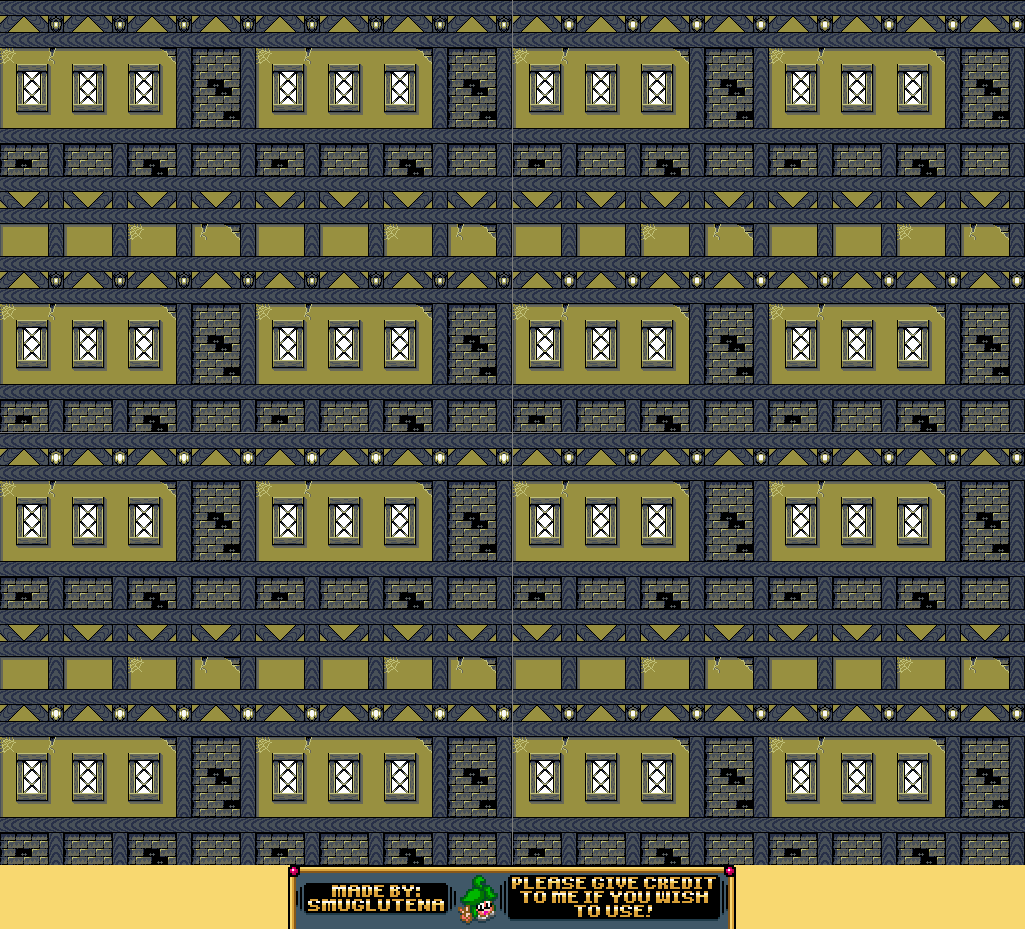 MADE BY:
SMUGLUTENA
PLEASE GIVE CREDIT
TO ME IF YOU WISH
TO USE!